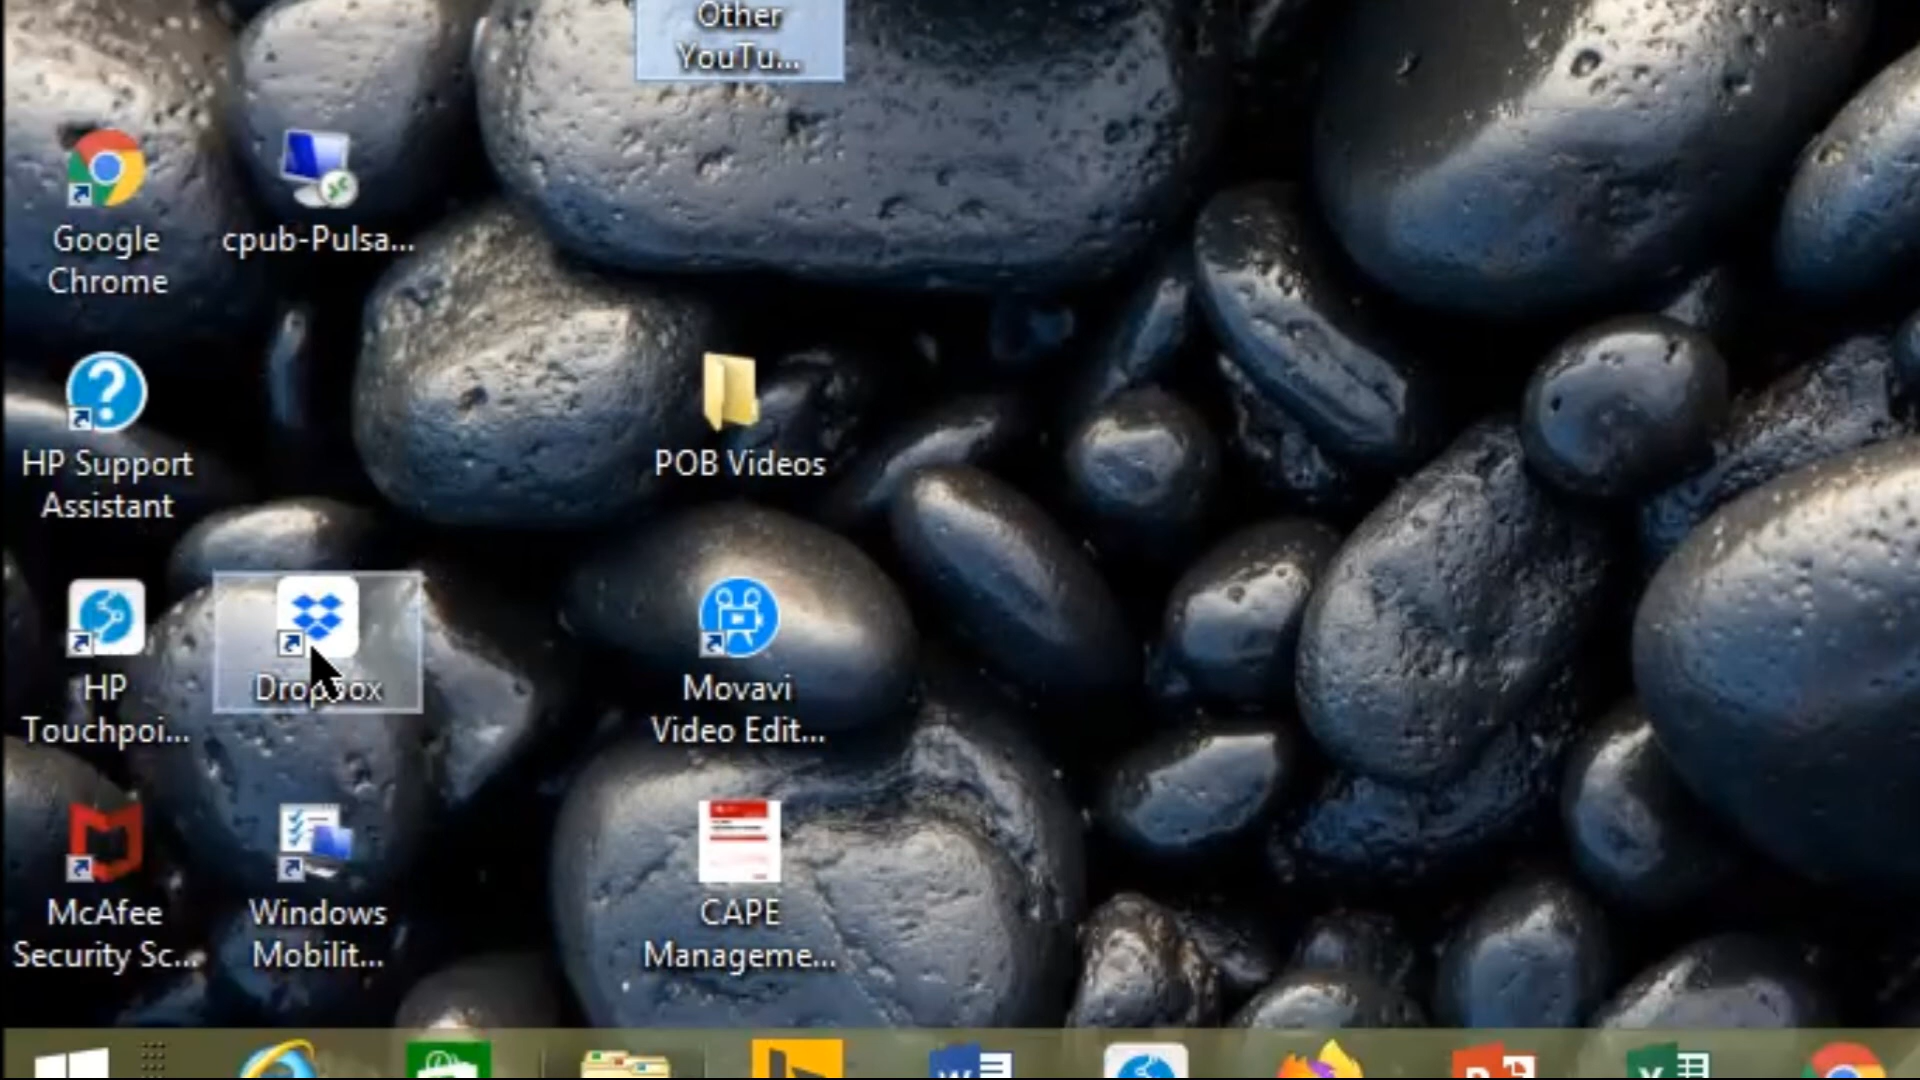 Other
YouTu...
Google
Chrome
cpub-Pulsa...
HP Support
Assistant
POB Videos
HP
Touchpoi...
Dropbox
Movavi
Video Edit...
McAfee
Security Sc...
Windows
Mobilit...
CAPE
Manageme...